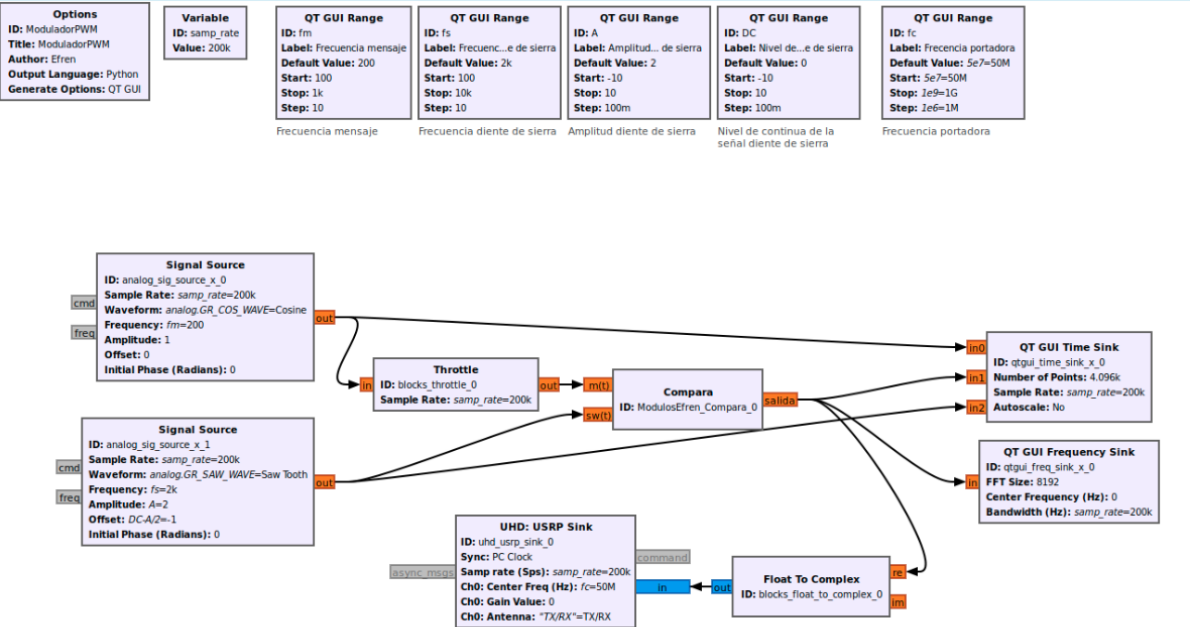 Options
ID: ModuladorPWM
Title: ModuladorPWM
Author: Efren
Output Language: Python
Generate Options: QT GUI
Variable
ID: samp_rate
Value: 200k
QT GUI Range
ID: fm
Label: Frecuencia mensaje
Default Value: 200
Start: 100
Stop: 1k
Step: 10
Frecuencia mensaje
QT GUI Range
ID: fs
Label: Frecuenc...e de sierra
Default Value: 2k
Start: 100
Stop: 10k
Step: 10
Frecuencia diente de sierra
QT GUI Range
ID: A
Label: Amplitud... de sierra
Default Value: 2
Start: -10
Stop: 10
Step: 100m
Amplitud diente de sierra
QT GUI Range
ID: DC
Label: Nivel de...e de sierra
Default Value: 0
Start: -10
Stop: 10
Step: 100m
Nivel de continua de la
señal diente de sierra
QT GUI Range
ID: fc
Label: Frecencia portadora
Default Value: 5e7=50M
Start: 5e7=50M
Stop: 1e9=1G
Step: 1e6=1M
Frecuencia portadora
Signal Source
ID: analog_sig_source_x_0
Sample Rate: samp_rate=200k
Waveform: analog.GR_COS_WAVE=Cosine
Frequency: fm=200
Amplitude: 1
Offset: 0
Initial Phase (Radians): 0
cmd
freq
out
Throttle
ID: blocks_throttle_0
Sample Rate: samp_rate=200k
in
out
Compara
ID: ModulosEfren_Compara_0
m(t)
sw(t)
salida
QT GUI Time Sink
ID: qtgui_time_sink_x_0
Number of Points: 4.096k
Sample Rate: samp_rate=200k
Autoscale: No
in0
in1
in2
Signal Source
ID: analog_sig_source_x_1
Sample Rate: samp_rate=200k
Waveform: analog.GR_SAW_WAVE=Saw Tooth
Frequency: fs=2k
Amplitude: A=2
Offset: DC-A/2=-1
Initial Phase (Radians): 0
cmd
freq
out
QT GUI Frequency Sink
ID: qtgui_freq_sink_x_0
FFT Size: 8192
Center Frequency (Hz): 0
Bandwidth (Hz): samp_rate=200k
in
UHD: USRP Sink
ID: uhd_usrp_sink_0
Sync: PC Clock
Samp rate (Sps): samp_rate=200k
Ch0: Center Freq (Hz): fc=50M
Ch0: Gain Value: 0
Ch0: Antenna: "TX/RX"=TX/RX
async_msgs
command
in
Float To Complex
ID: blocks_float_to_complex_0
out
re
im